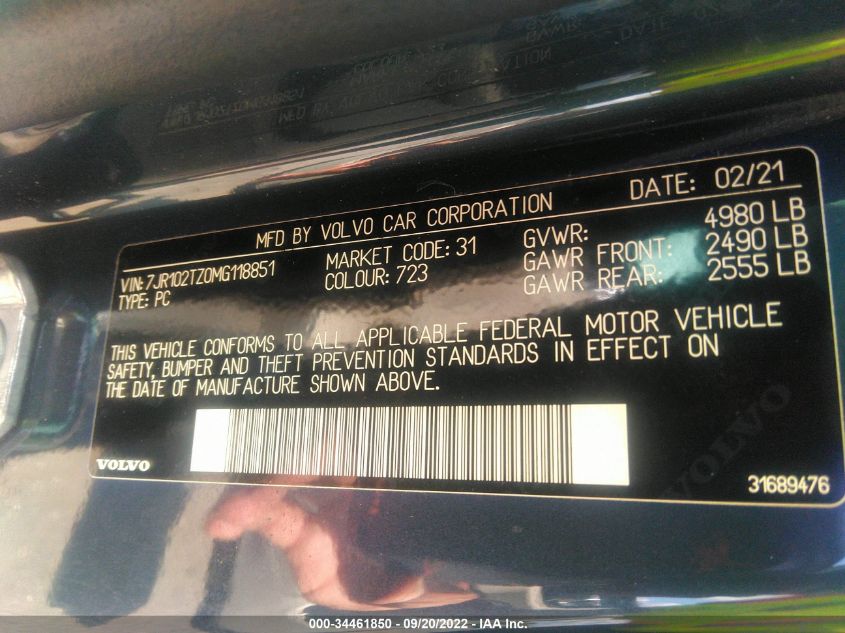 DATE: 02/21
MFD BY VOLVO CAR CORPORATION
VIN: 7JR102TZ0MG118851
TYPE: PC
MARKET CODE: 31
COLOUR: 723
GVWR: 4980 LB
GAWR FRONT: 2490 LB
GAWR REAR: 2555 LB
THIS VEHICLE CONFORMS TO ALL APPLICABLE FEDERAL MOTOR VEHICLE
SAFETY, BUMPER AND THEFT PREVENTION STANDARDS IN EFFECT ON
THE DATE OF MANUFACTURE SHOWN ABOVE.
VOLVO
VOLVO
31689476
000-34461850 - 09/20/2022 - IAA Inc.